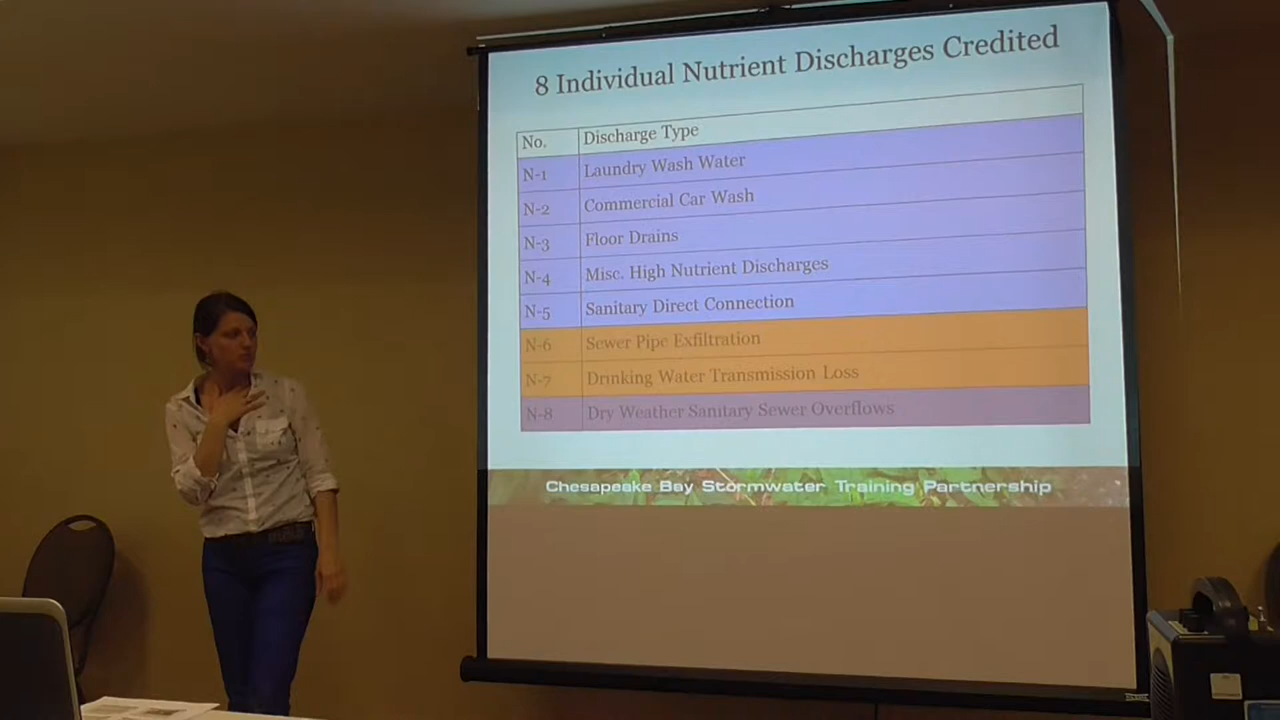 8 Individual Nutrient Discharges Credited
No. Discharge Type
N-1 Laundry Wash Water
N-2 Commercial Car Wash
N-3 Floor Drains
N-4 Misc. High Nutrient Discharges
N-5 Sanitary Direct Connection
N-6 Sewer Pipe Exfiltration
N-7 Drinking Water Transmission Loss
N-8 Dry Weather Sanitary Sewer Overflows
Chesapeake Bay Stormwater Training Partnership